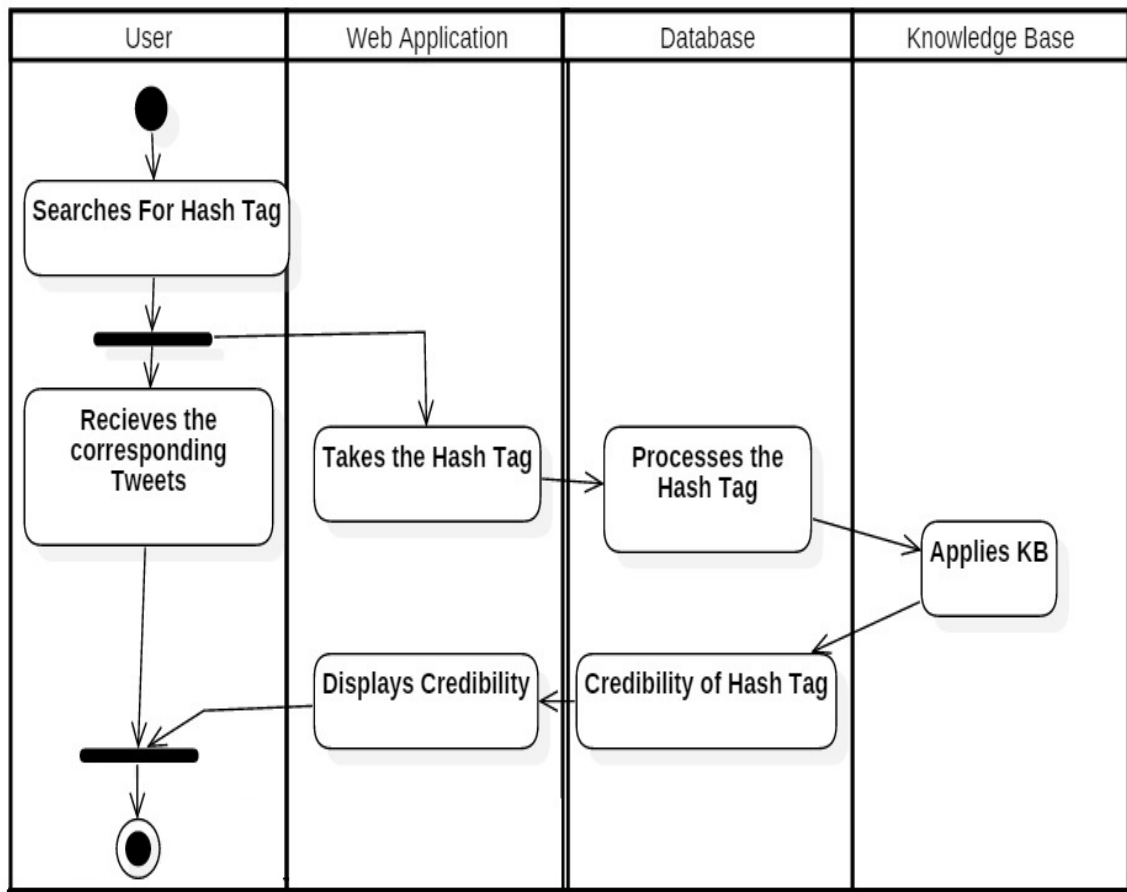 User
Web Application
Database
Knowledge Base
Searches For Hash Tag
Recieves the
corresponding
Tweets
Takes the Hash Tag
Processes the
Hash Tag
Applies KB
Displays Credibility
Credibility of Hash Tag